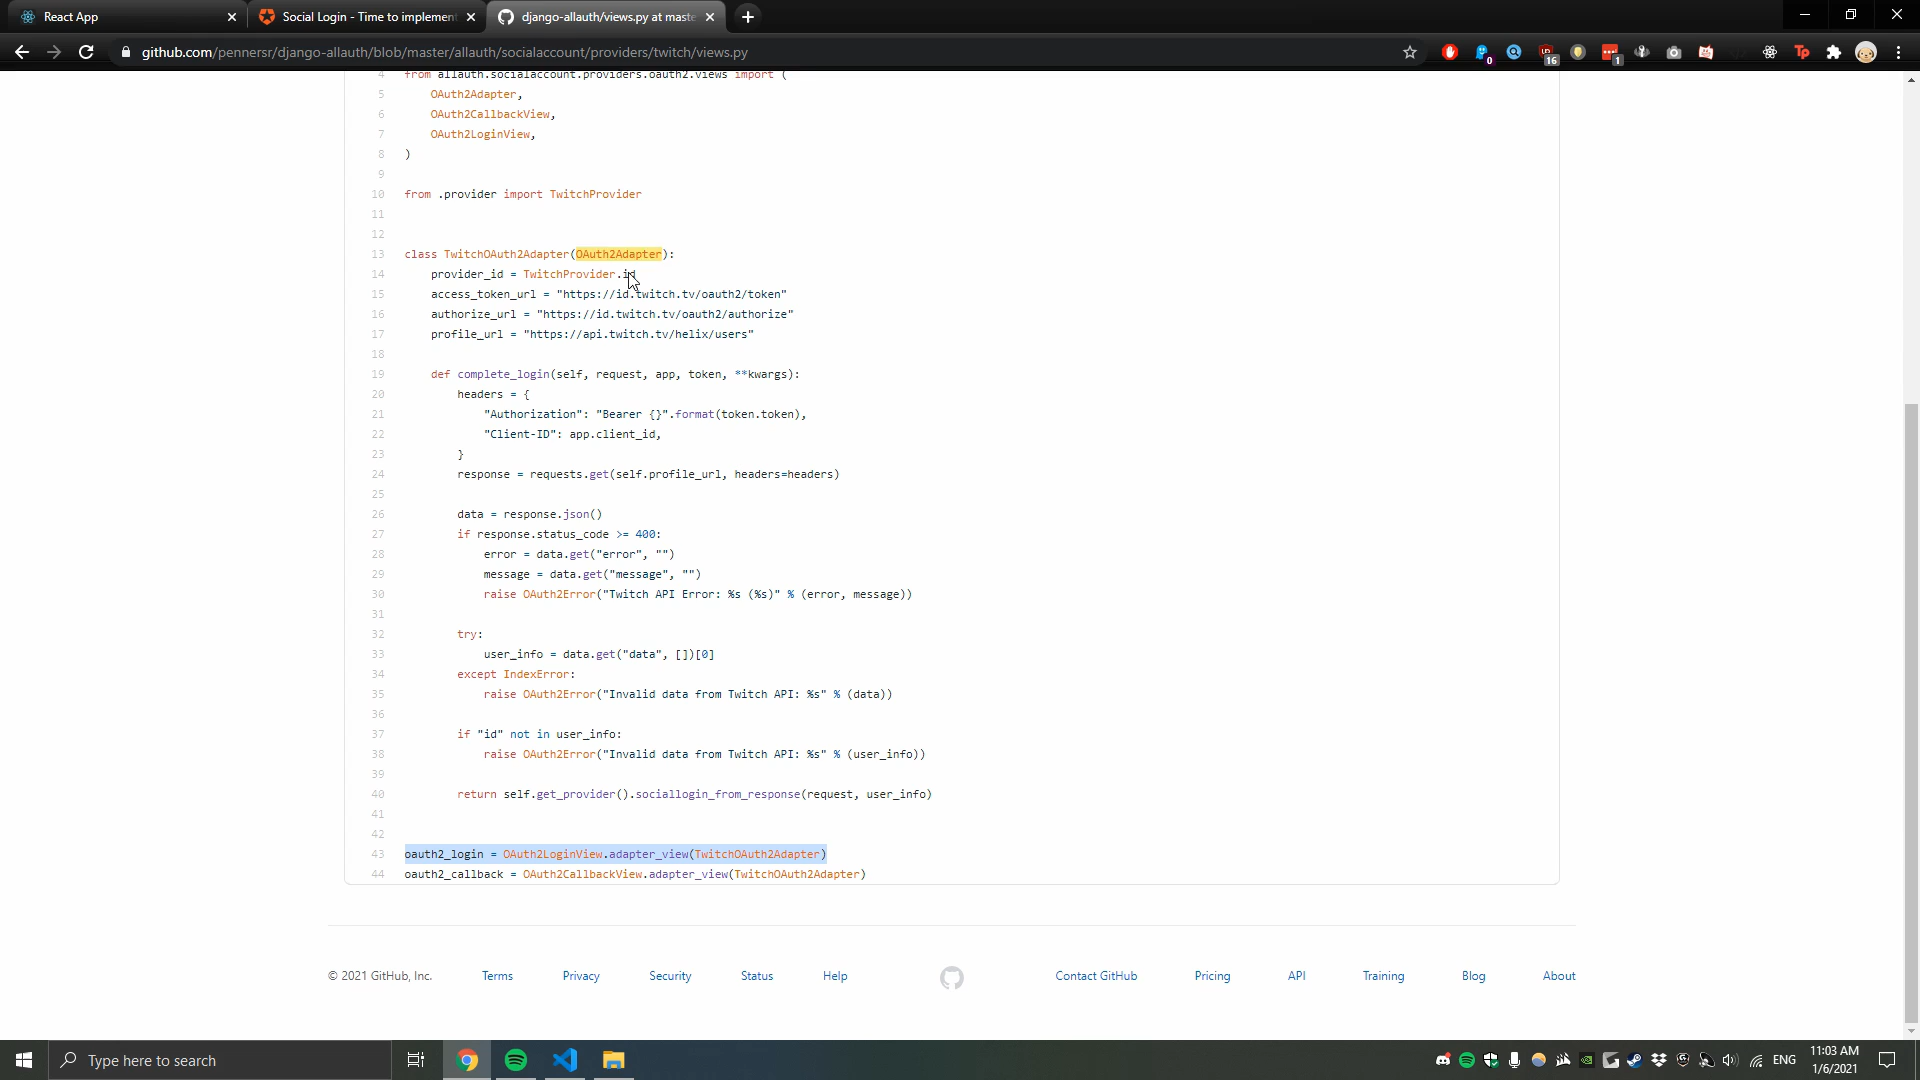 React App
Social Login - Time to implement
django-allauth/views.py at maste
github.com/pennersr/django-allauth/blob/master/allauth/socialaccount/providers/twitch/views.py
0
16
1
4 from allauth.socialaccount.providers.oauth2.views import (
5 OAuth2Adapter,
6 OAuth2CallbackView,
7 OAuth2LoginView,
8 )
9
10 from .provider import TwitchProvider
11
12
13 class TwitchOAuth2Adapter(OAuth2Adapter):
14 provider_id = TwitchProvider.id
15 access_token_url = "https://id.twitch.tv/oauth2/token"
16 authorize_url = "https://id.twitch.tv/oauth2/authorize"
17 profile_url = "https://api.twitch.tv/helix/users"
18
19 def complete_login(self, request, app, token, **kwargs):
20 headers = {
21 "Authorization": "Bearer {}".format(token.token),
22 "Client-ID": app.client_id,
23 }
24 response = requests.get(self.profile_url, headers=headers)
25
26 data = response.json()
27 if response.status_code >= 400:
28 error = data.get("error", "")
29 message = data.get("message", "")
30 raise OAuth2Error("Twitch API Error: %s (%s)" % (error, message))
31
32 try:
33 user_info = data.get("data", [])[0]
34 except IndexError:
35 raise OAuth2Error("Invalid data from Twitch API: %s" % (data))
36
37 if "id" not in user_info:
38 raise OAuth2Error("Invalid data from Twitch API: %s" % (user_info))
39
40 return self.get_provider().sociallogin_from_response(request, user_info)
41
42
43 oauth2_login = OAuth2LoginView.adapter_view(TwitchOAuth2Adapter)
44 oauth2_callback = OAuth2CallbackView.adapter_view(TwitchOAuth2Adapter)
© 2021 GitHub, Inc. Terms Privacy Security Status Help Contact GitHub Pricing API Training Blog About
Type here to search
ENG
11:03 AM
1/6/2021